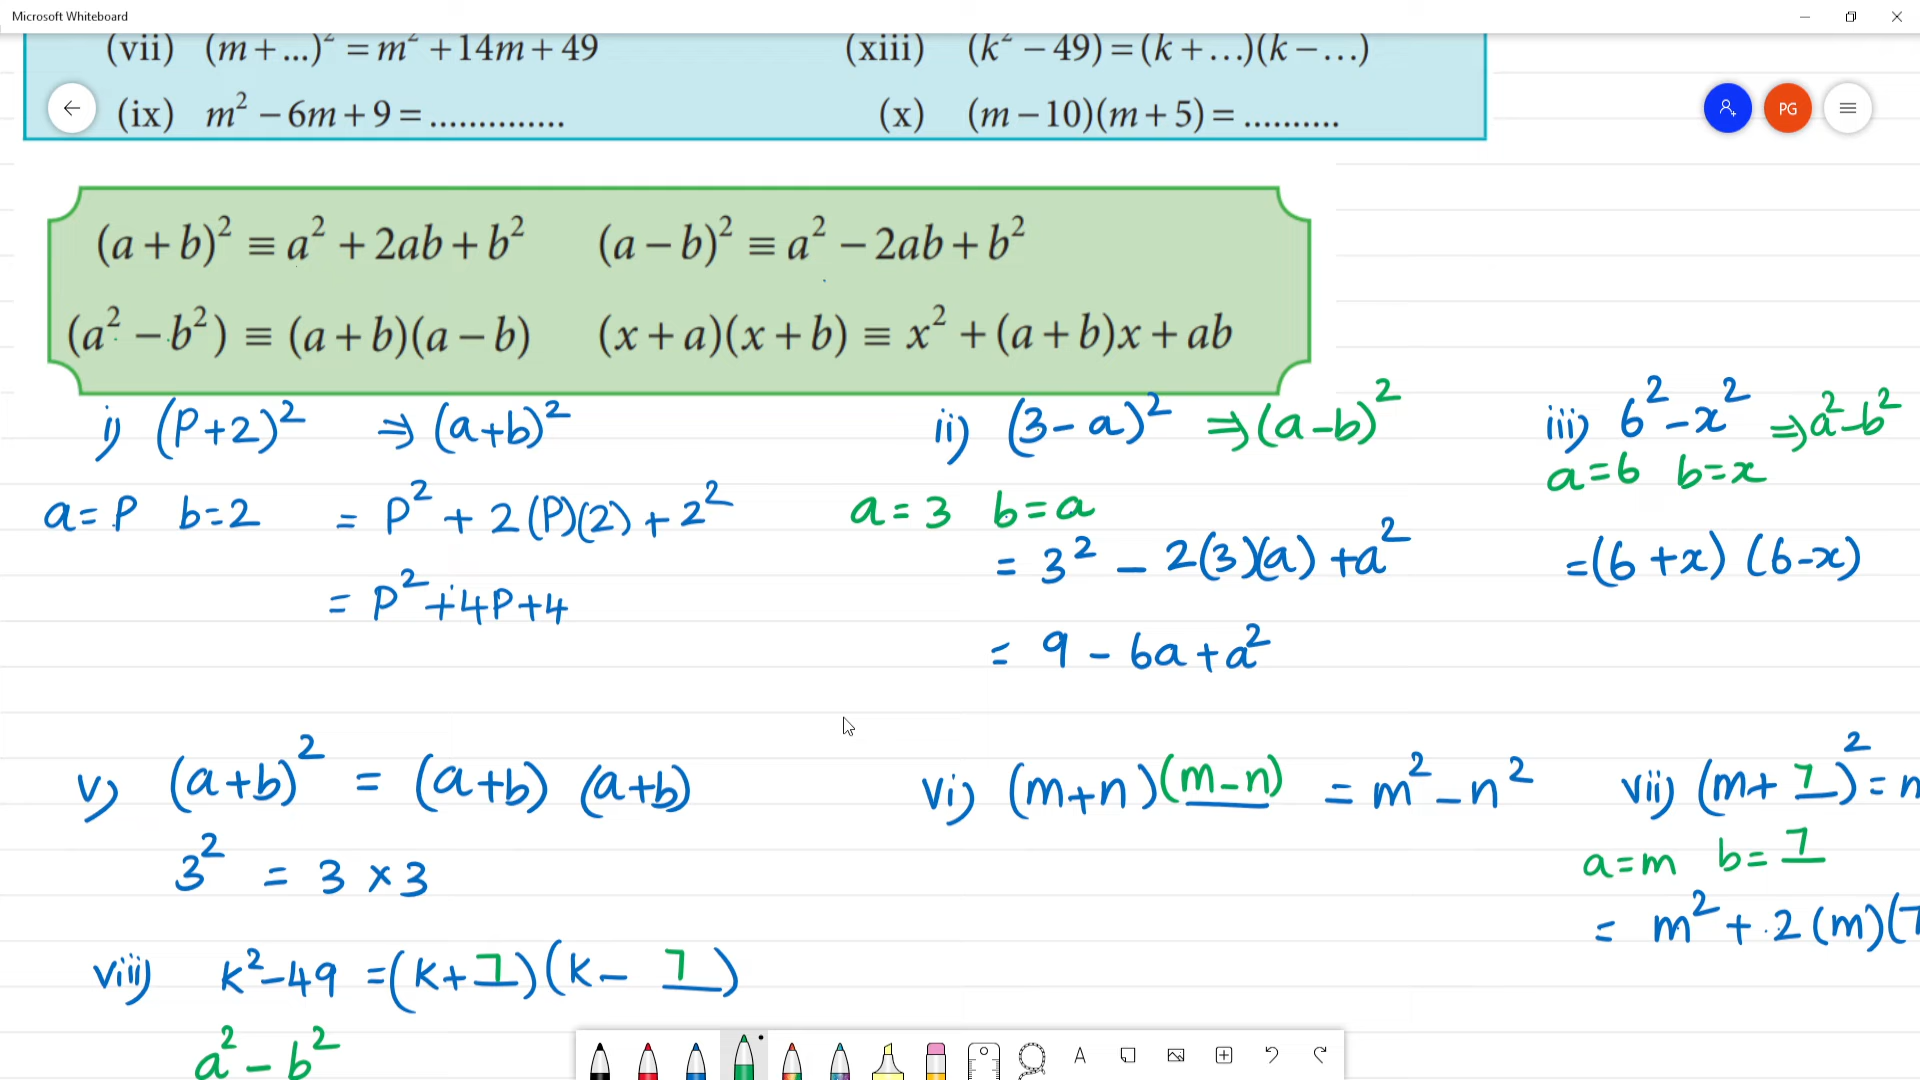 Microsoft Whiteboard
(vii) (m + ...)² = m² + 14m + 49 (xiii) (k² − 49) = (k + ...)(k − ...)
(ix) m² − 6m + 9 = .............. (x) (m − 10)(m + 5) = ..........
PG
(a + b)² ≡ a² + 2ab + b² (a − b)² ≡ a² − 2ab + b²
(a² − b²) ≡ (a + b)(a − b) (x + a)(x + b) ≡ x² + (a + b)x + ab
i) (P+2)² ⇒ (a+b)²
a = P b = 2 = P² + 2(P)(2) + 2²
= P² + 4P + 4
ii) (3 − a)² ⇒ (a − b)²
a = 3 b = a
= 3² − 2(3)(a) + a²
= 9 − 6a + a²
iii) 6² − x² ⇒ a² − b²
a = 6 b = x
= (6 + x) (6 − x)
v) (a+b)² = (a+b) (a+b)
3² = 3 × 3
vi) (m+n)(m−n) = m² − n²
vii) (m + 7)² =
a = m b = 7
= m² + 2(m)(7
viii) k² − 49 = (k + 7)(k − 7)
a² − b²
A